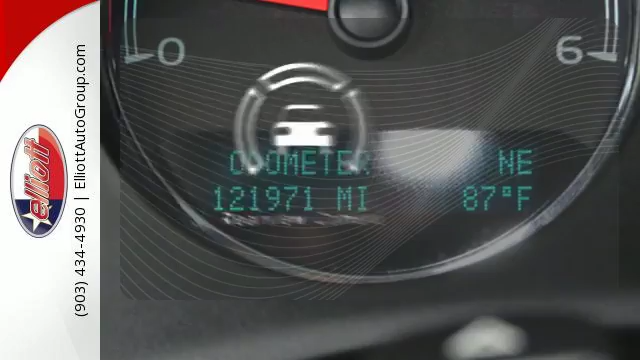 0
6
ODOMETER NE
121971 MI 87°F
elliott
(903) 434-4930 | ElliottAutoGroup.com